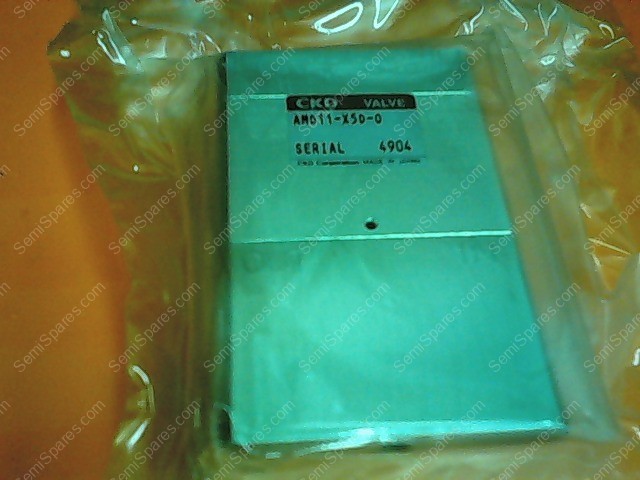 CKD VALVE
AMD11-X50-0
SERIAL 4904
CKD Corporation MADE IN JAPAN
SemiSpares.com